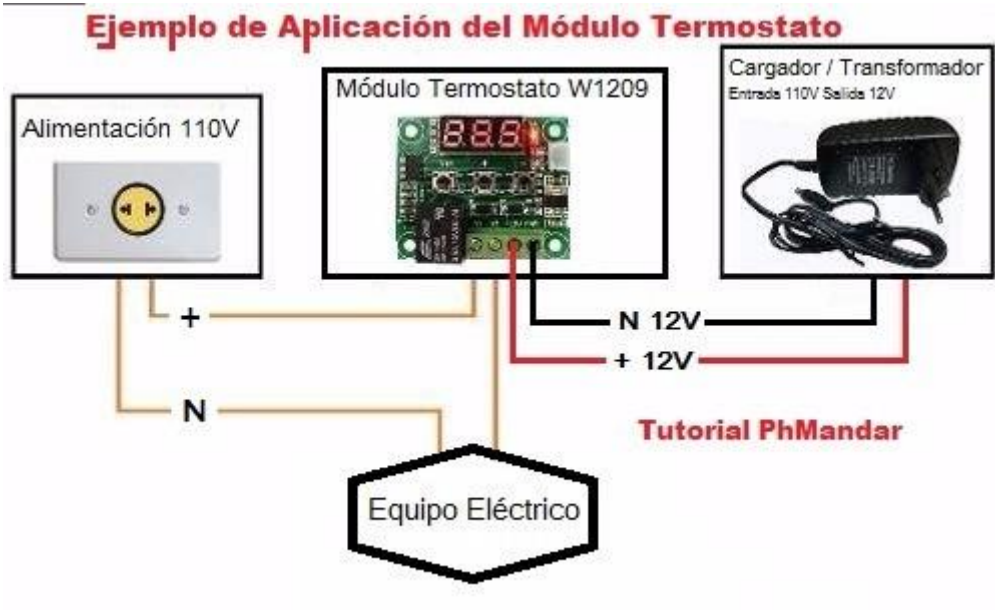 Ejemplo de Aplicación del Módulo Termostato
Alimentación 110V
Módulo Termostato W1209
Cargador / Transformador
Entrada 110V Salida 12V
888
+
N 12V
+ 12V
N
Tutorial PhMandar
Equipo Eléctrico